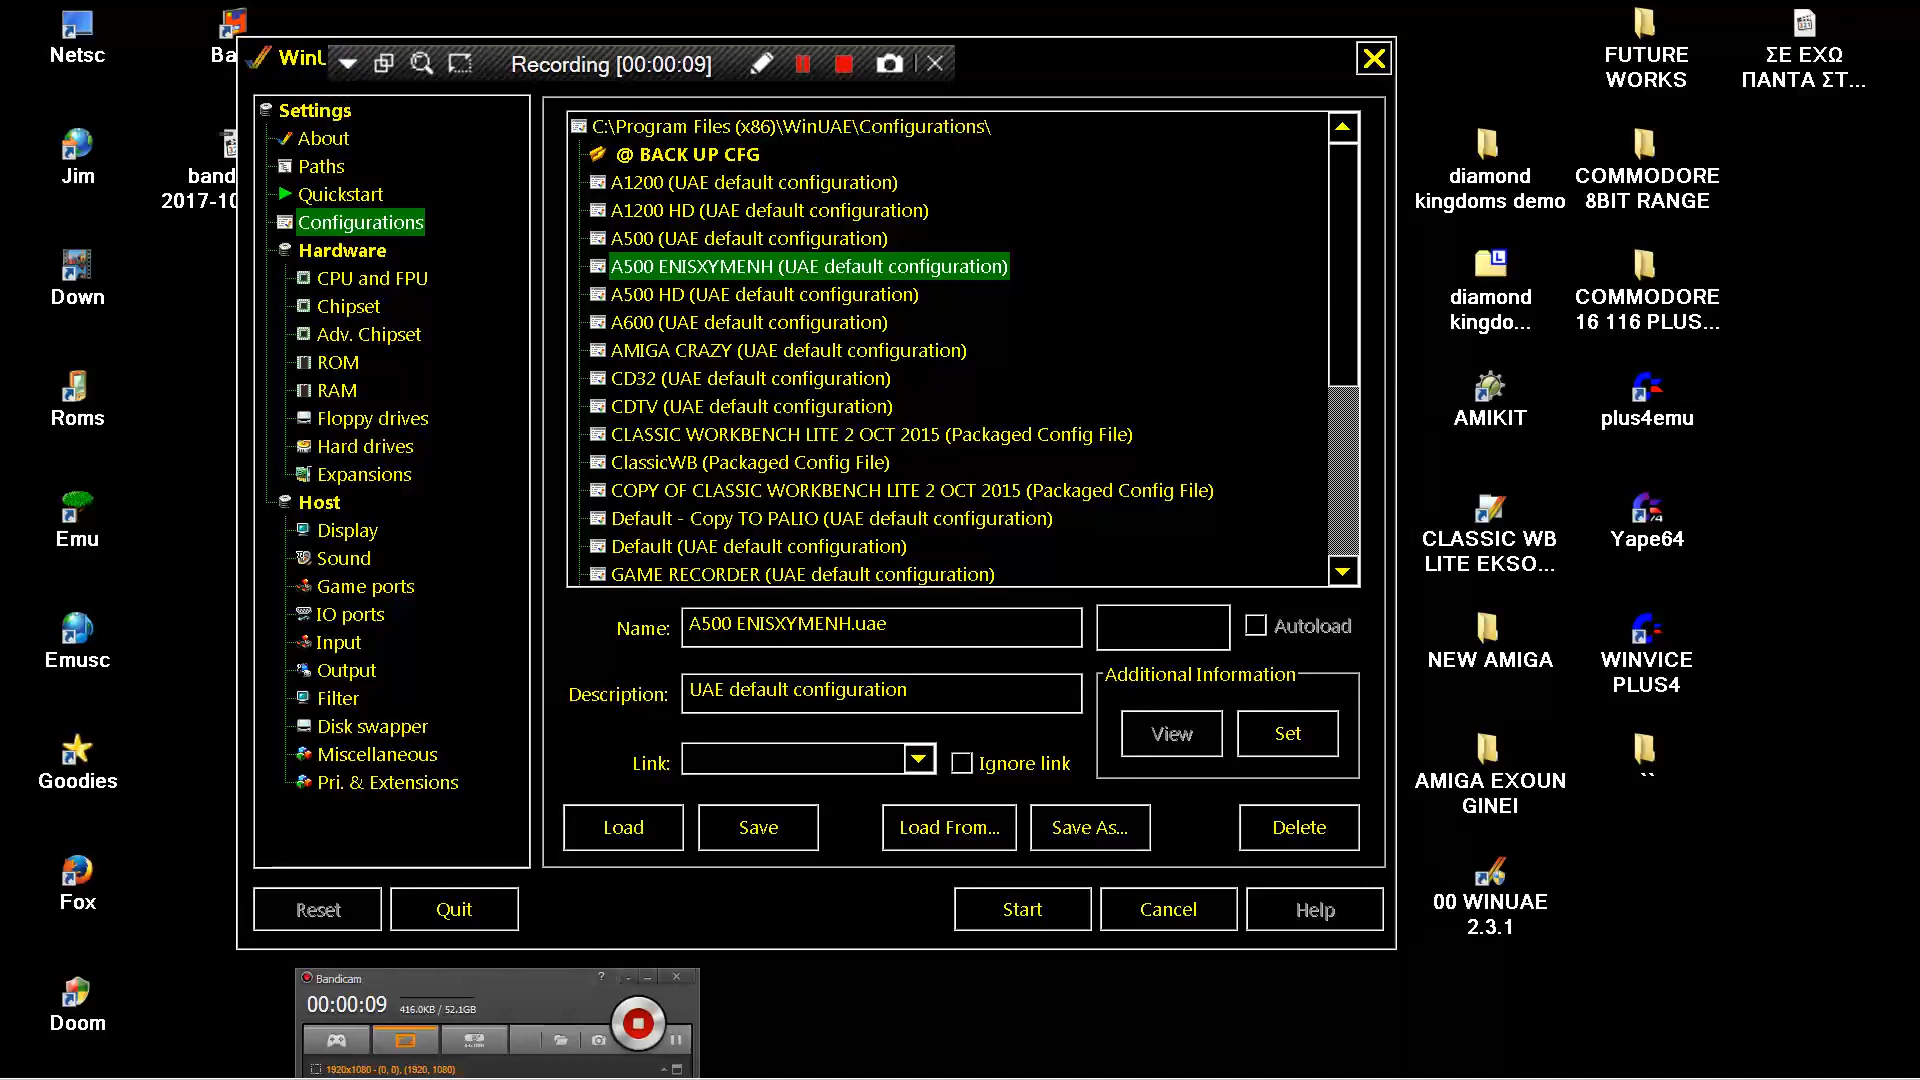 Netsc
Ba
Jim
band
2017-10
Down
Roms
Emu
Emusc
Goodies
Fox
Doom
WinU
Recording [00:00:09]
Settings
About
Paths
Quickstart
Configurations
Hardware
CPU and FPU
Chipset
Adv. Chipset
ROM
RAM
Floppy drives
Hard drives
Expansions
Host
Display
Sound
Game ports
IO ports
Input
Output
Filter
Disk swapper
Miscellaneous
Pri. & Extensions
C:\Program Files (x86)\WinUAE\Configurations\
@ BACK UP CFG
A1200 (UAE default configuration)
A1200 HD (UAE default configuration)
A500 (UAE default configuration)
A500 ENISXYMENH (UAE default configuration)
A500 HD (UAE default configuration)
A600 (UAE default configuration)
AMIGA CRAZY (UAE default configuration)
CD32 (UAE default configuration)
CDTV (UAE default configuration)
CLASSIC WORKBENCH LITE 2 OCT 2015 (Packaged Config File)
ClassicWB (Packaged Config File)
COPY OF CLASSIC WORKBENCH LITE 2 OCT 2015 (Packaged Config File)
Default - Copy TO PALIO (UAE default configuration)
Default (UAE default configuration)
GAME RECORDER (UAE default configuration)
Name: A500 ENISXYMENH.uae
Autoload
Description: UAE default configuration
Additional Information
View Set
Link:
Ignore link
Load Save Load From... Save As... Delete
Reset Quit Start Cancel Help
Bandicam
00:00:09 416.0KB / 52.1GB
1920x1080 - (0, 0), (1920, 1080)
FUTURE
WORKS
ΣΕ ΕΧΩ
ΠΑΝΤΑ ΣΤ...
diamond
kingdoms demo
COMMODORE
8BIT RANGE
diamond
kingdo...
COMMODORE
16 116 PLUS...
AMIKIT
plus4emu
CLASSIC WB
LITE EKSO...
Yape64
NEW AMIGA
WINVICE
PLUS4
AMIGA EXOUN
GINEI
``
00 WINUAE
2.3.1